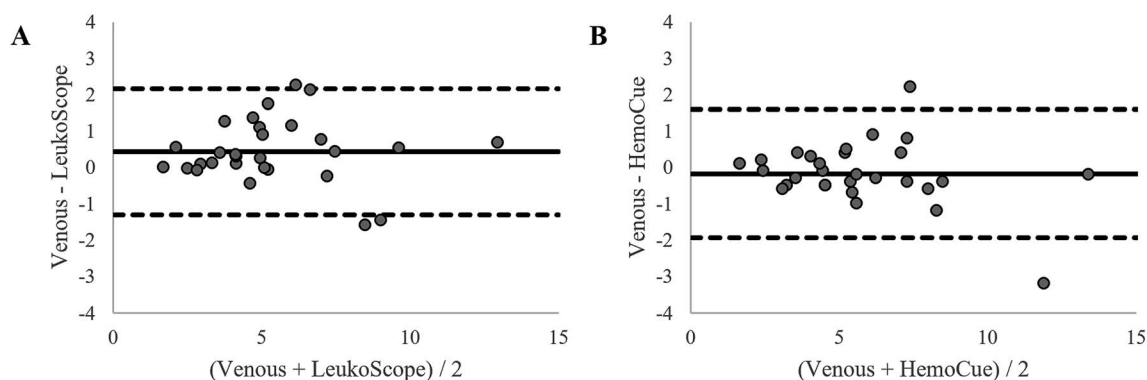 A
Venous - LeukoScope
4
3
2
1
0
-1
-2
-3
-4
0 5 10 15
(Venous + LeukoScope) / 2
B
Venous - HemoCue
4
3
2
1
0
-1
-2
-3
-4
0 5 10 15
(Venous + HemoCue) / 2